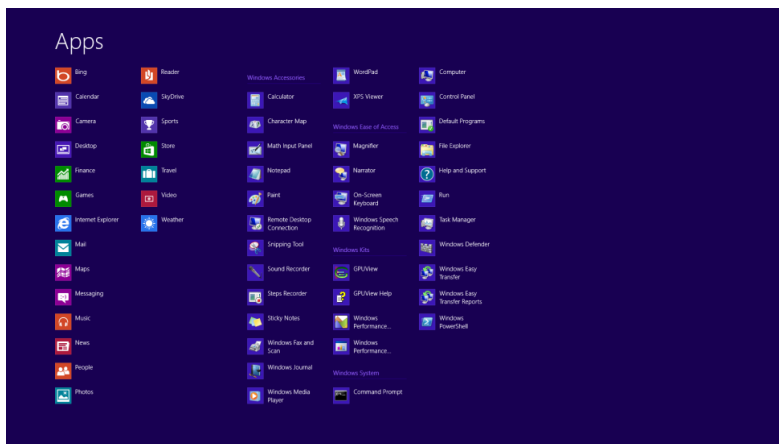 Apps
Bing
Calendar
Camera
Desktop
Finance
Games
Internet Explorer
Mail
Maps
Messaging
Music
News
People
Photos
Reader
SkyDrive
Sports
Store
Travel
Video
Weather
Windows Accessories
Calculator
Character Map
Math Input Panel
Notepad
Paint
Remote Desktop
Connection
Snipping Tool
Sound Recorder
Steps Recorder
Sticky Notes
Windows Fax and
Scan
Windows Journal
Windows Media
Player
WordPad
XPS Viewer
Windows Ease of Access
Magnifier
Narrator
On-Screen
Keyboard
Windows Speech
Recognition
Windows Kits
GPUView
GPUView Help
Windows
Performance...
Windows
Performance...
Windows System
Command Prompt
Computer
Control Panel
Default Programs
File Explorer
Help and Support
Run
Task Manager
Windows Defender
Windows Easy
Transfer
Windows Easy
Transfer Reports
Windows
PowerShell